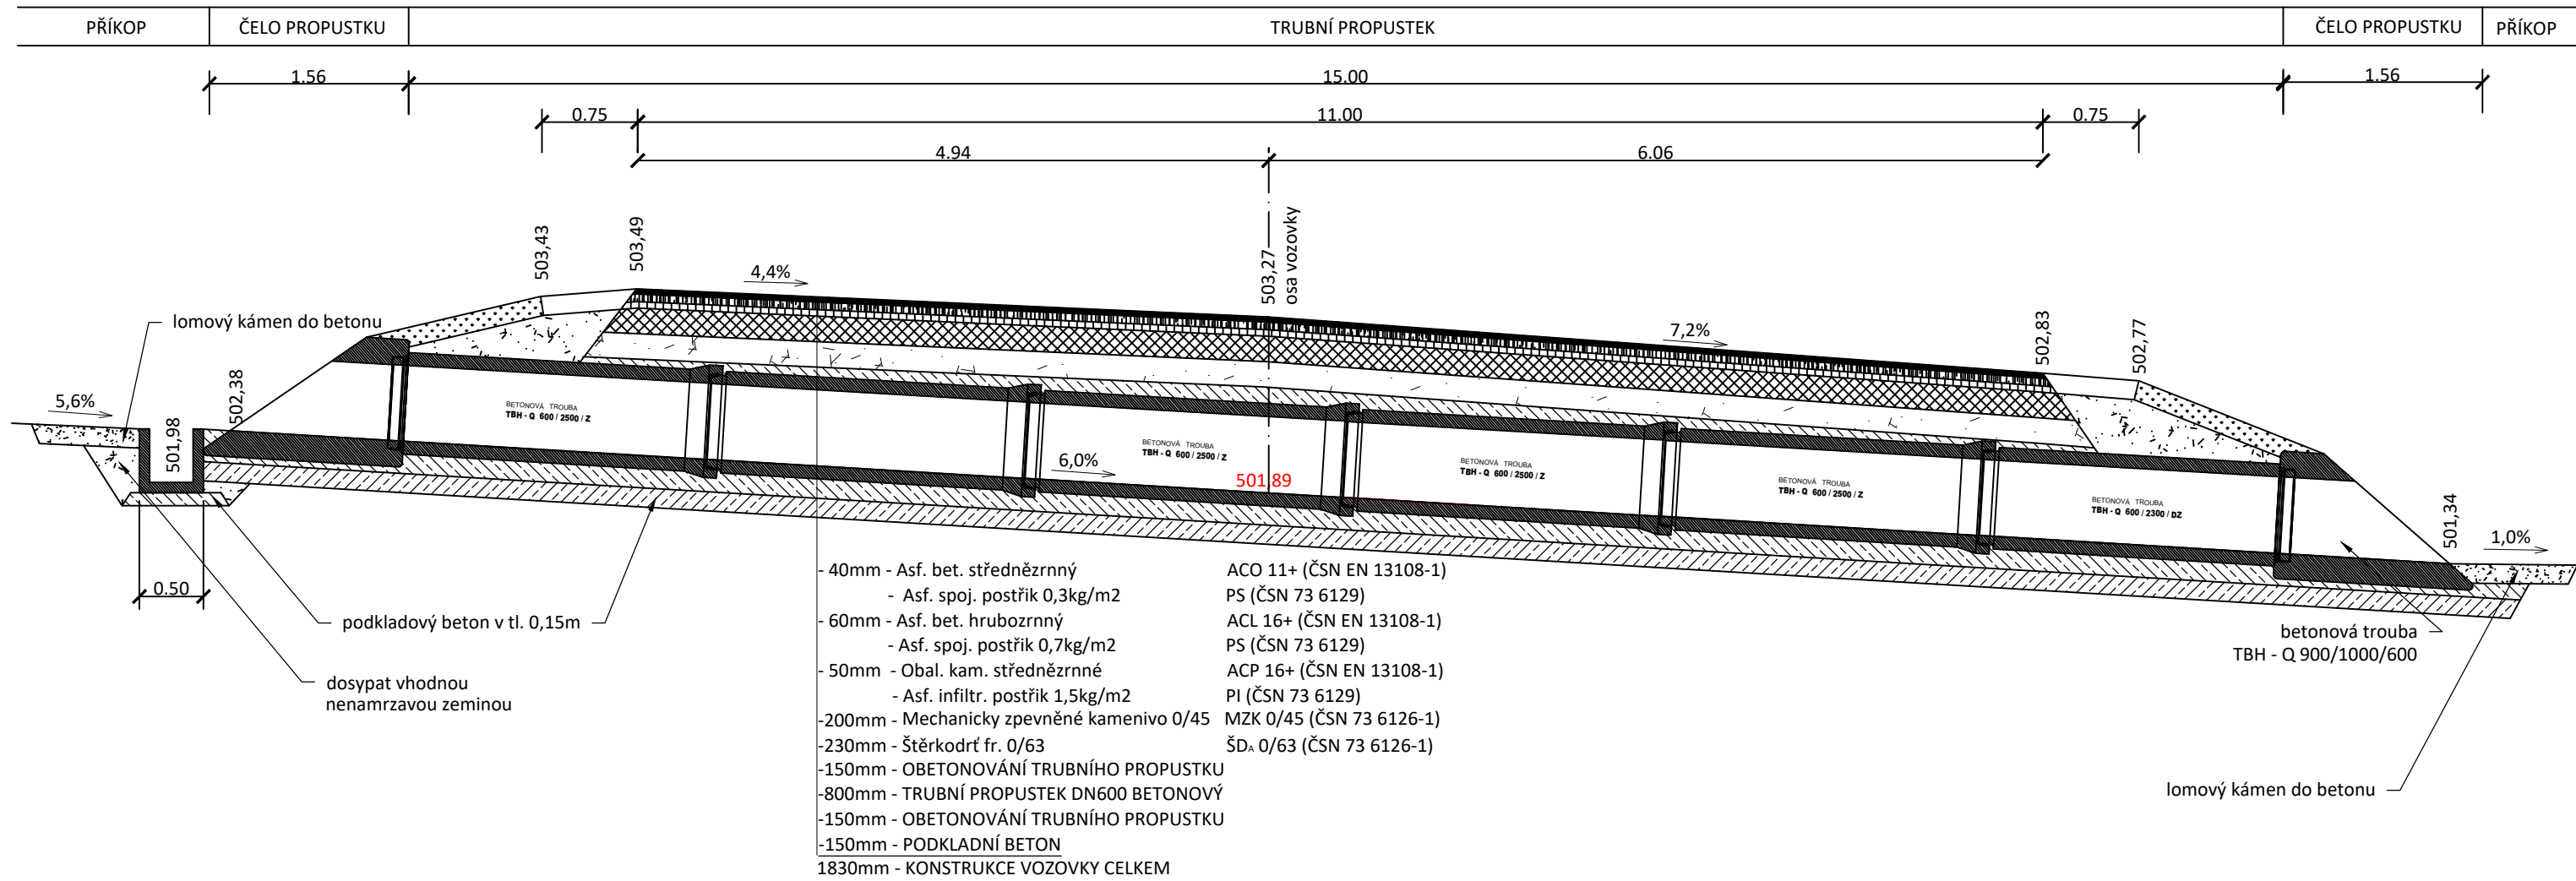 PŘÍKOP
ČELO PROPUSTKU
TRUBNÍ PROPUSTEK
ČELO PROPUSTKU
PŘÍKOP
1.56
15.00
1.56
0.75
11.00
0.75
4.94
6.06
503,43
503,49
503,27
osa vozovky
502,83
502,77
4,4%
7,2%
lomový kámen do betonu
5,6%
501,98
502,38
BETONOVÁ TROUBA
TBH - Q 600 / 2500 / Z
BETONOVÁ TROUBA
TBH - Q 600 / 2500 / Z
BETONOVÁ TROUBA
TBH - Q 600 / 2500 / Z
BETONOVÁ TROUBA
TBH - Q 600 / 2500 / Z
BETONOVÁ TROUBA
TBH - Q 600 / 2300 / DZ
6,0%
501,89
501,34
1,0%
0.50
podkladový beton v tl. 0,15m
dosypat vhodnou
nenamrzavou zeminou
- 40mm - Asf. bet. střednězrnný ACO 11+ (ČSN EN 13108-1)
- Asf. spoj. postřik 0,3kg/m2 PS (ČSN 73 6129)
- 60mm - Asf. bet. hrubozrnný ACL 16+ (ČSN EN 13108-1)
- Asf. spoj. postřik 0,7kg/m2 PS (ČSN 73 6129)
- 50mm - Obal. kam. střednězrnné ACP 16+ (ČSN EN 13108-1)
- Asf. infiltr. postřik 1,5kg/m2 PI (ČSN 73 6129)
-200mm - Mechanicky zpevněné kamenivo 0/45 MZK 0/45 (ČSN 73 6126-1)
-230mm - Štěrkodrť fr. 0/63 ŠDA 0/63 (ČSN 73 6126-1)
-150mm - OBETONOVÁNÍ TRUBNÍHO PROPUSTKU
-800mm - TRUBNÍ PROPUSTEK DN600 BETONOVÝ
-150mm - OBETONOVÁNÍ TRUBNÍHO PROPUSTKU
-150mm - PODKLADNÍ BETON
1830mm - KONSTRUKCE VOZOVKY CELKEM
betonová trouba
TBH - Q 900/1000/600
lomový kámen do betonu